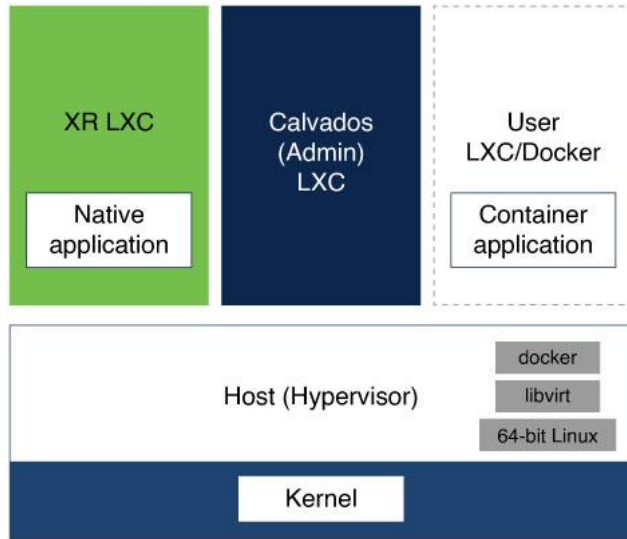 XR LXC
Native
application
Calvados
(Admin)
LXC
User
LXC/Docker
Container
application
Host (Hypervisor)
docker
libvirt
64-bit Linux
Kernel